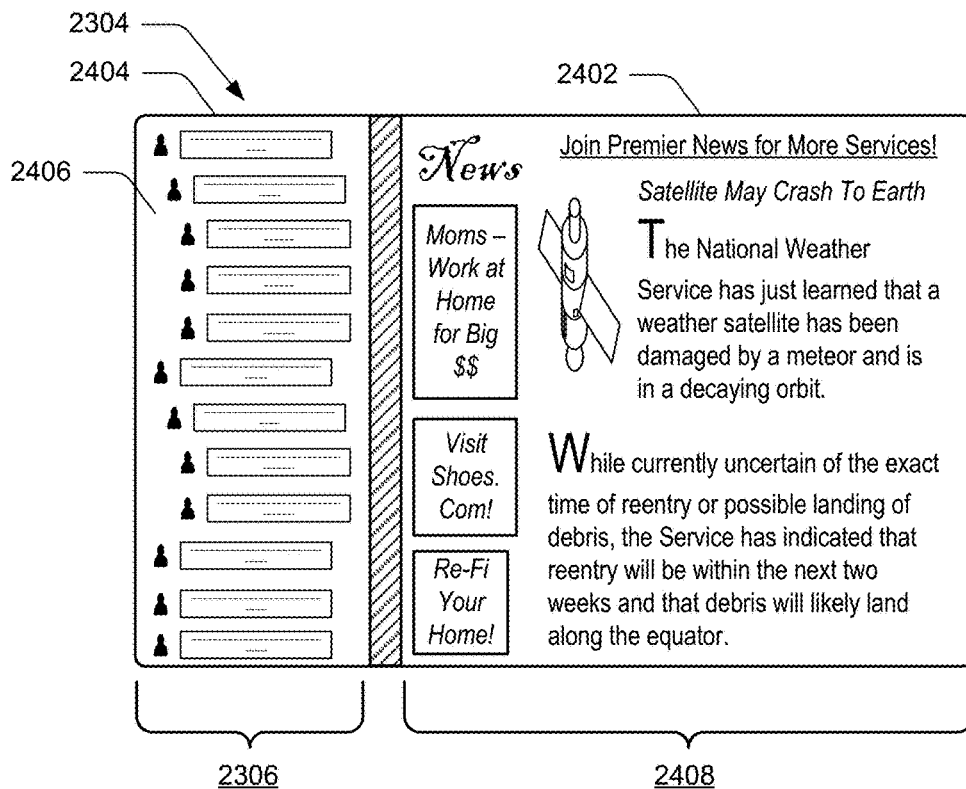 2304
2404
2402
2406
News
Join Premier News for More Services!
Satellite May Crash To Earth
Moms –
Work at
Home
for Big
$$
The National Weather
Service has just learned that a
weather satellite has been
damaged by a meteor and is
in a decaying orbit.
Visit
Shoes.
Com!
While currently uncertain of the exact
time of reentry or possible landing of
debris, the Service has indicated that
reentry will be within the next two
weeks and that debris will likely land
along the equator.
Re-Fi
Your
Home!
2306
2408